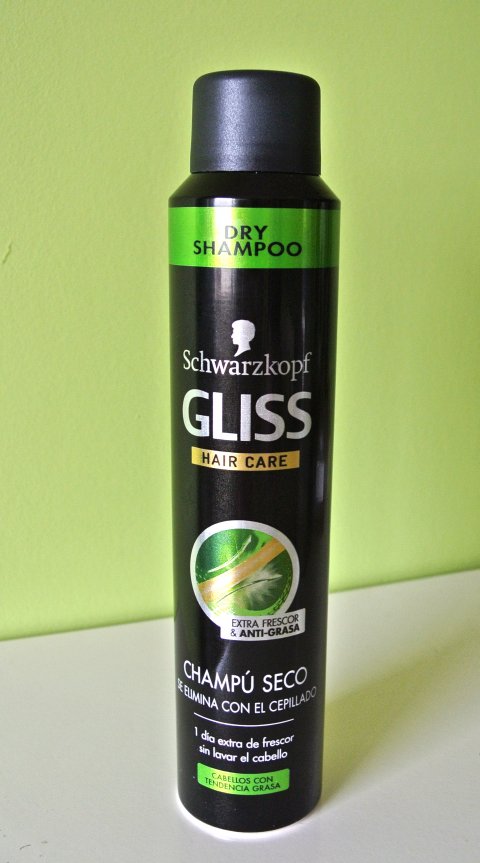 DRY
SHAMPOO
Schwarzkopf
GLISS
HAIR CARE
EXTRA FRESCOR
& ANTI-GRASA
CHAMPÚ SECO
SE ELIMINA CON EL CEPILLADO
1 día extra de frescor
sin lavar el cabello
CABELLOS CON
TENDENCIA GRASA